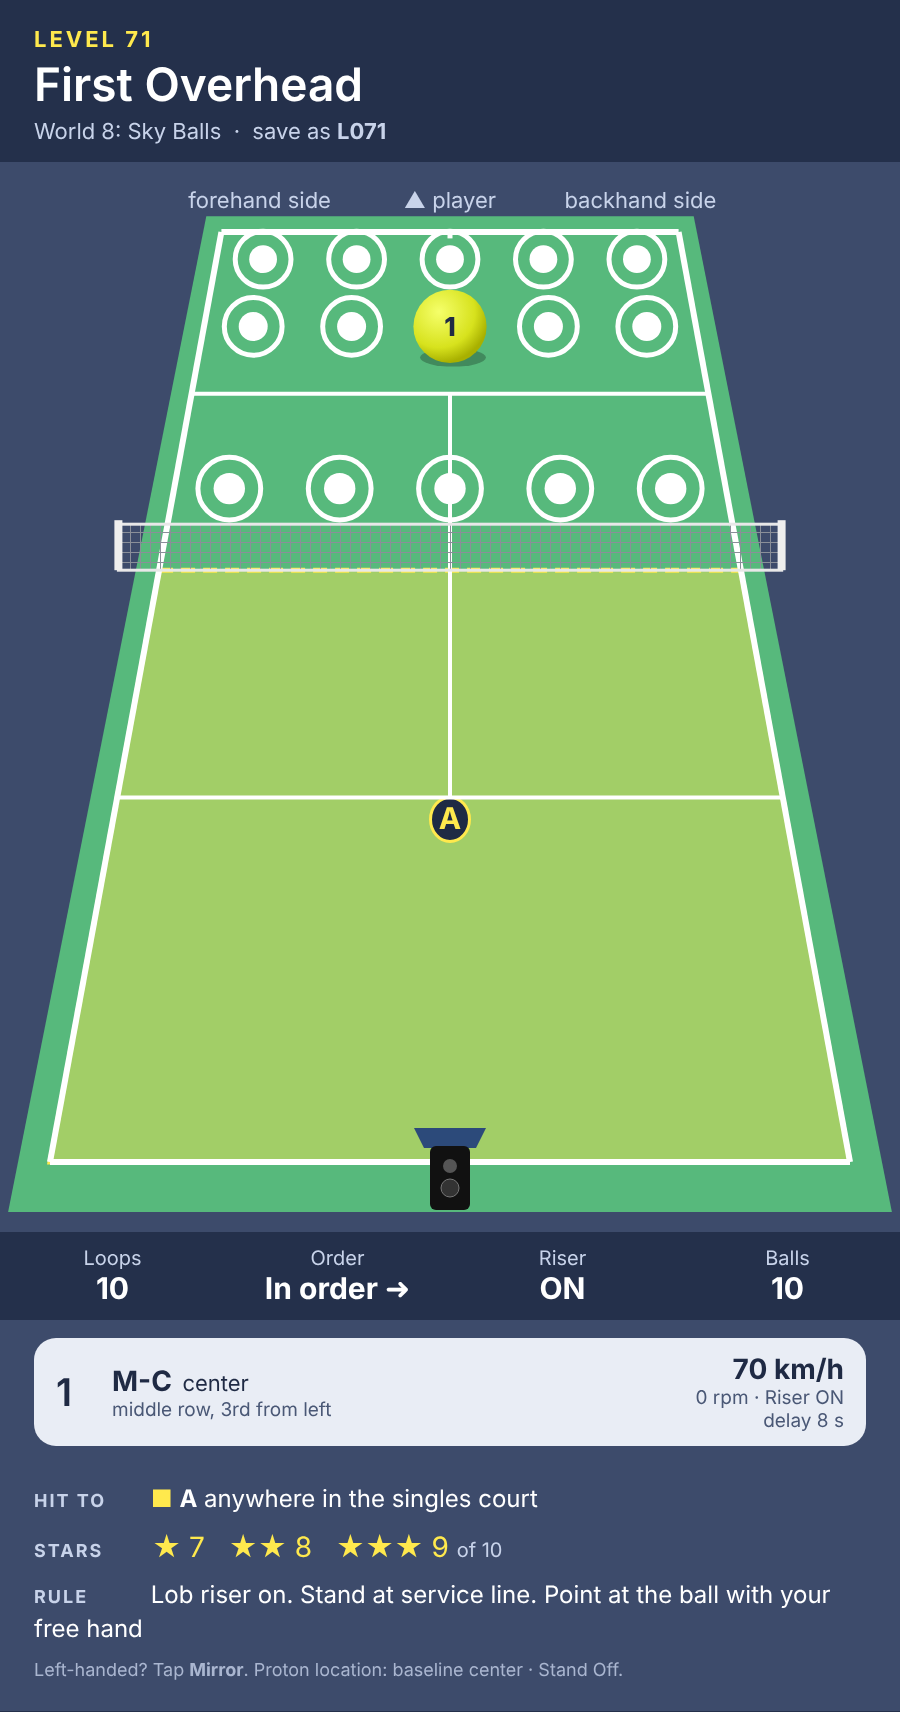 LEVEL 71
First Overhead
World 8: Sky Balls · save as L071
forehand side ▲ player backhand side
1
A
Loops Order Riser Balls
10 In order ➜ ON 10
1 M-C center 70 km/h
middle row, 3rd from left 0 rpm · Riser ON
delay 8 s
HIT TO ■ A anywhere in the singles court
STARS ★ 7 ★★ 8 ★★★ 9 of 10
RULE Lob riser on. Stand at service line. Point at the ball with your
free hand
Left-handed? Tap Mirror. Proton location: baseline center · Stand Off.